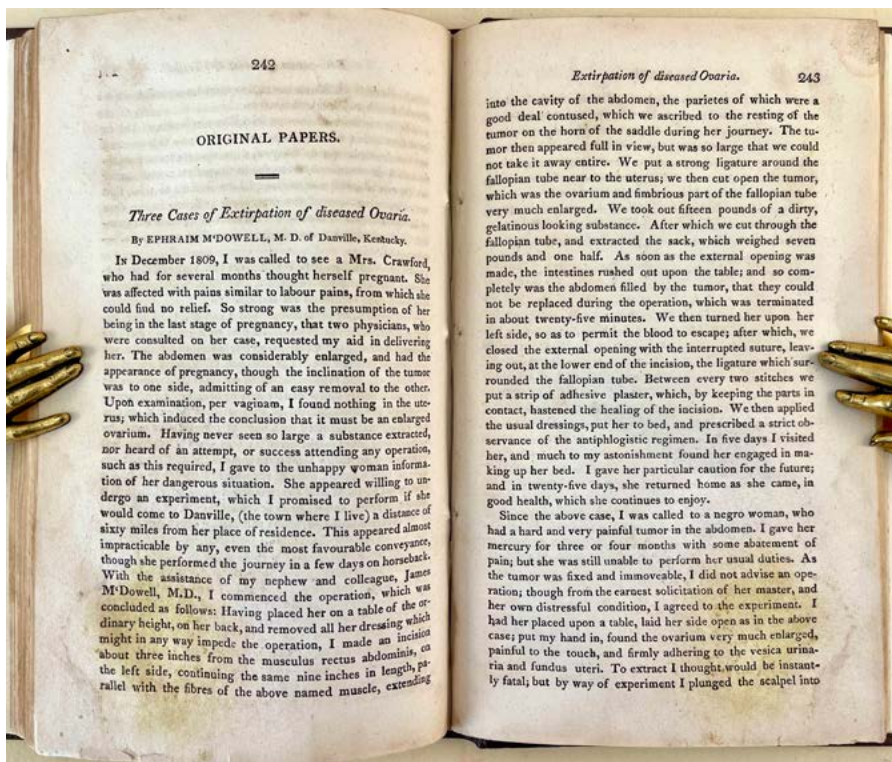 242
ORIGINAL PAPERS.
Three Cases of Extirpation of diseased Ovaria.
By EPHRAIM M'DOWELL, M. D. of Danville, Kentucky.
In December 1809, I was called to see a Mrs. Crawford,
who had for several months thought herself pregnant. She
was affected with pains similar to labour pains, from which she
could find no relief. So strong was the presumption of her
being in the last stage of pregnancy, that two physicians, who
were consulted on her case, requested my aid in delivering
her. The abdomen was considerably enlarged, and had the
appearance of pregnancy, though the inclination of the tumor
was to one side, admitting of an easy removal to the other.
Upon examination, per vaginam, I found nothing in the ute-
rus; which induced the conclusion that it must be an enlarged
ovarium. Having never seen so large a substance extracted,
nor heard of an attempt, or success attending any operation,
such as this required, I gave to the unhappy woman informa-
tion of her dangerous situation. She appeared willing to un-
dergo an experiment, which I promised to perform if she
would come to Danville, (the town where I live) a distance of
sixty miles from her place of residence. This appeared almost
impracticable by any, even the most favourable conveyance,
though she performed the journey in a few days on horseback.
With the assistance of my nephew and colleague, James
M'Dowell, M.D., I commenced the operation, which was
concluded as follows: Having placed her on a table of the or-
dinary height, on her back, and removed all her dressing which
might in any way impede the operation, I made an incision
about three inches from the musculus rectus abdominis, on
the left side, continuing the same nine inches in length, pa-
rallel with the fibres of the above named muscle, extending
Extirpation of diseased Ovaria. 243
into the cavity of the abdomen, the parietes of which were a
good deal contused, which we ascribed to the resting of the
tumor on the horn of the saddle during her journey. The tu-
mor then appeared full in view, but was so large that we could
not take it away entire. We put a strong ligature around the
fallopian tube near to the uterus; we then cut open the tumor,
which was the ovarium and fimbrious part of the fallopian tube
very much enlarged. We took out fifteen pounds of a dirty,
gelatinous looking substance. After which we cut through the
fallopian tube, and extracted the sack, which weighed seven
pounds and one half. As soon as the external opening was
made, the intestines rushed out upon the table; and so com-
pletely was the abdomen filled by the tumor, that they could
not be replaced during the operation, which was terminated
in about twenty-five minutes. We then turned her upon her
left side, so as to permit the blood to escape; after which, we
closed the external opening with the interrupted suture, leav-
ing out, at the lower end of the incision, the ligature which sur-
rounded the fallopian tube. Between every two stitches we
put a strip of adhesive plaster, which, by keeping the parts in
contact, hastened the healing of the incision. We then applied
the usual dressings, put her to bed, and prescribed a strict ob-
servance of the antiphlogistic regimen. In five days I visited
her, and much to my astonishment found her engaged in ma-
king up her bed. I gave her particular caution for the future;
and in twenty-five days, she returned home as she came, in
good health, which she continues to enjoy.
Since the above case, I was called to a negro woman, who
had a hard and very painful tumor in the abdomen. I gave her
mercury for three or four months with some abatement of
pain; but she was still unable to perform her usual duties. As
the tumor was fixed and immoveable, I did not advise an ope-
ration; though from the earnest solicitation of her master, and
her own distressful condition, I agreed to the experiment. I
had her placed upon a table, laid her side open as in the above
case; put my hand in, found the ovarium very much enlarged,
painful to the touch, and firmly adhering to the vesica urina-
ria and fundus uteri. To extract I thought would be instant-
ly fatal; but by way of experiment I plunged the scalpel into